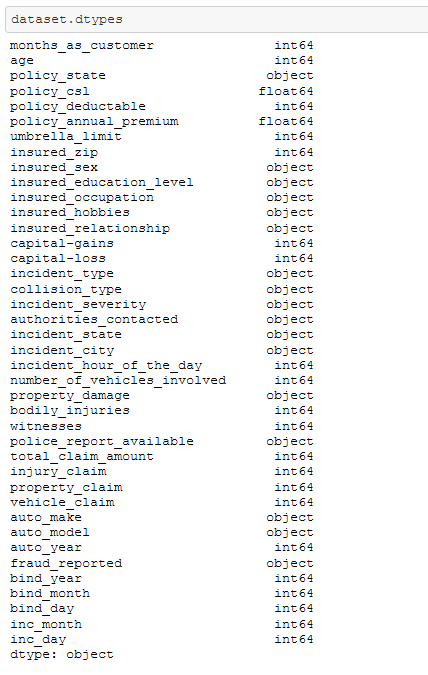 dataset.dtypes
months_as_customer int64
age int64
policy_state object
policy_csl float64
policy_deductable int64
policy_annual_premium float64
umbrella_limit int64
insured_zip int64
insured_sex object
insured_education_level object
insured_occupation object
insured_hobbies object
insured_relationship object
capital-gains int64
capital-loss int64
incident_type object
collision_type object
incident_severity object
authorities_contacted object
incident_state object
incident_city object
incident_hour_of_the_day int64
number_of_vehicles_involved int64
property_damage object
bodily_injuries int64
witnesses int64
police_report_available object
total_claim_amount int64
injury_claim int64
property_claim int64
vehicle_claim int64
auto_make object
auto_model object
auto_year int64
fraud_reported object
bind_year int64
bind_month int64
bind_day int64
inc_month int64
inc_day int64
dtype: object